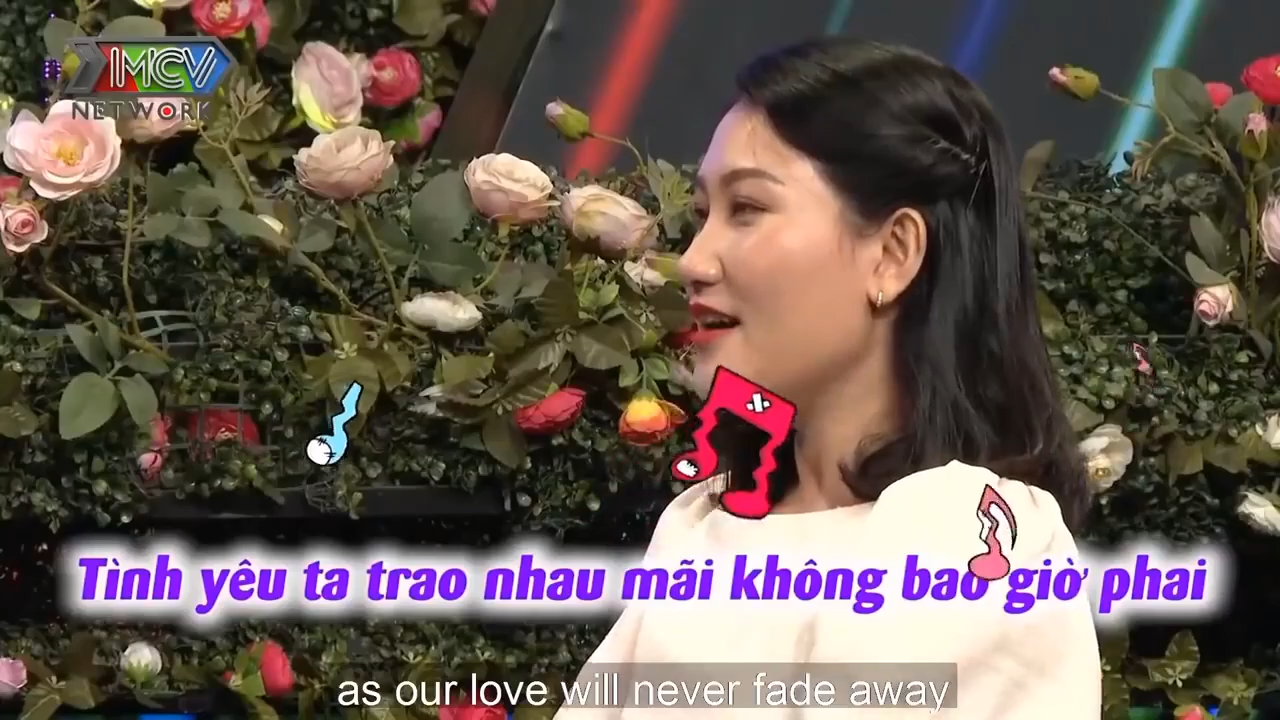 MCV
NETWORK
Tình yêu ta trao nhau mãi không bao giờ phai
as our love will never fade away